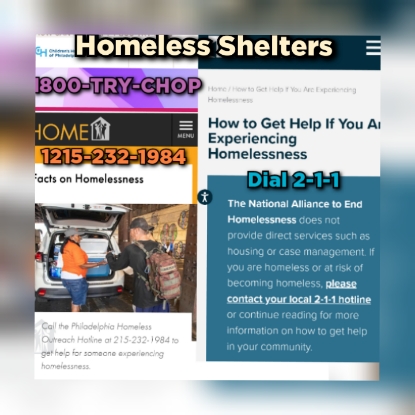 Homeless Shelters
Children's
of Philadelp
1800-TRY-CHOP
HOME
MENU
1215-232-1984
Facts on Homelessness
Call the Philadelphia Homeless
Outreach Hotline at 215-232-1984 to
get help for someone experiencing
homelessness.
Home / How to Get Help If You Are Experiencing
Homelessness
How to Get Help If You Ar
Experiencing
Homelessness
Dial 2-1-1
The National Alliance to End
Homelessness does not
provide direct services such as
housing or case management. If
you are homeless or at risk of
becoming homeless, please
contact your local 2-1-1 hotline
or continue reading for more
information on how to get help
in your community.